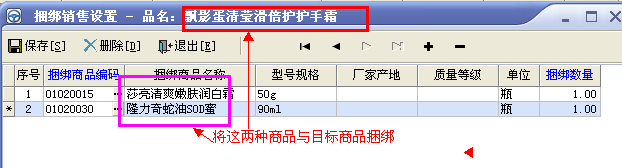 捆绑销售设置 - 品名：飘影蛋清莹滑倍护护手霜
保存[S] 删除[D] 退出[E]
序号 捆绑商品编码 捆绑商品名称 型号规格 厂家产地 质量等级 单位 捆绑数量
1 01020015 莎亮清爽嫩肤润白霜 50g 瓶 1.00
* 2 01020030 隆力奇蛇油SOD蜜 90ml 瓶 1.00
将这两种商品与目标商品捆绑